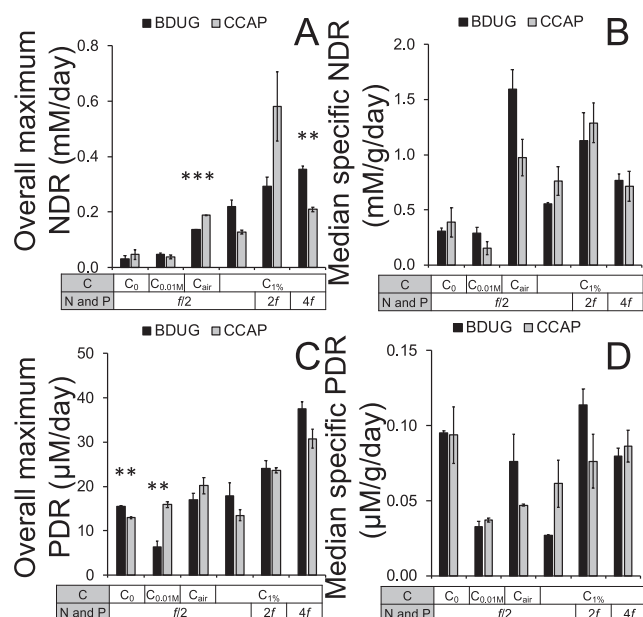 BDUG CCAP
A
Overall maximum
NDR (mM/day)
0.8
0.6
0.4
0.2
0.0
***
**
C C₀ C₀.₀₁M Cair C₁%
N and P f/2 2f 4f
BDUG CCAP
B
Median specific NDR
(mM/g/day)
2.0
1.5
1.0
0.5
0.0
C C₀ C₀.₀₁M Cair C₁%
N and P f/2 2f 4f
BDUG CCAP
C
Overall maximum
PDR (µM/day)
50
40
30
20
10
0
**
**
C C₀ C₀.₀₁M Cair C₁%
N and P f/2 2f 4f
BDUG CCAP
D
Median specific PDR
(µM/g/day)
0.15
0.10
0.05
0.00
C C₀ C₀.₀₁M Cair C₁%
N and P f/2 2f 4f